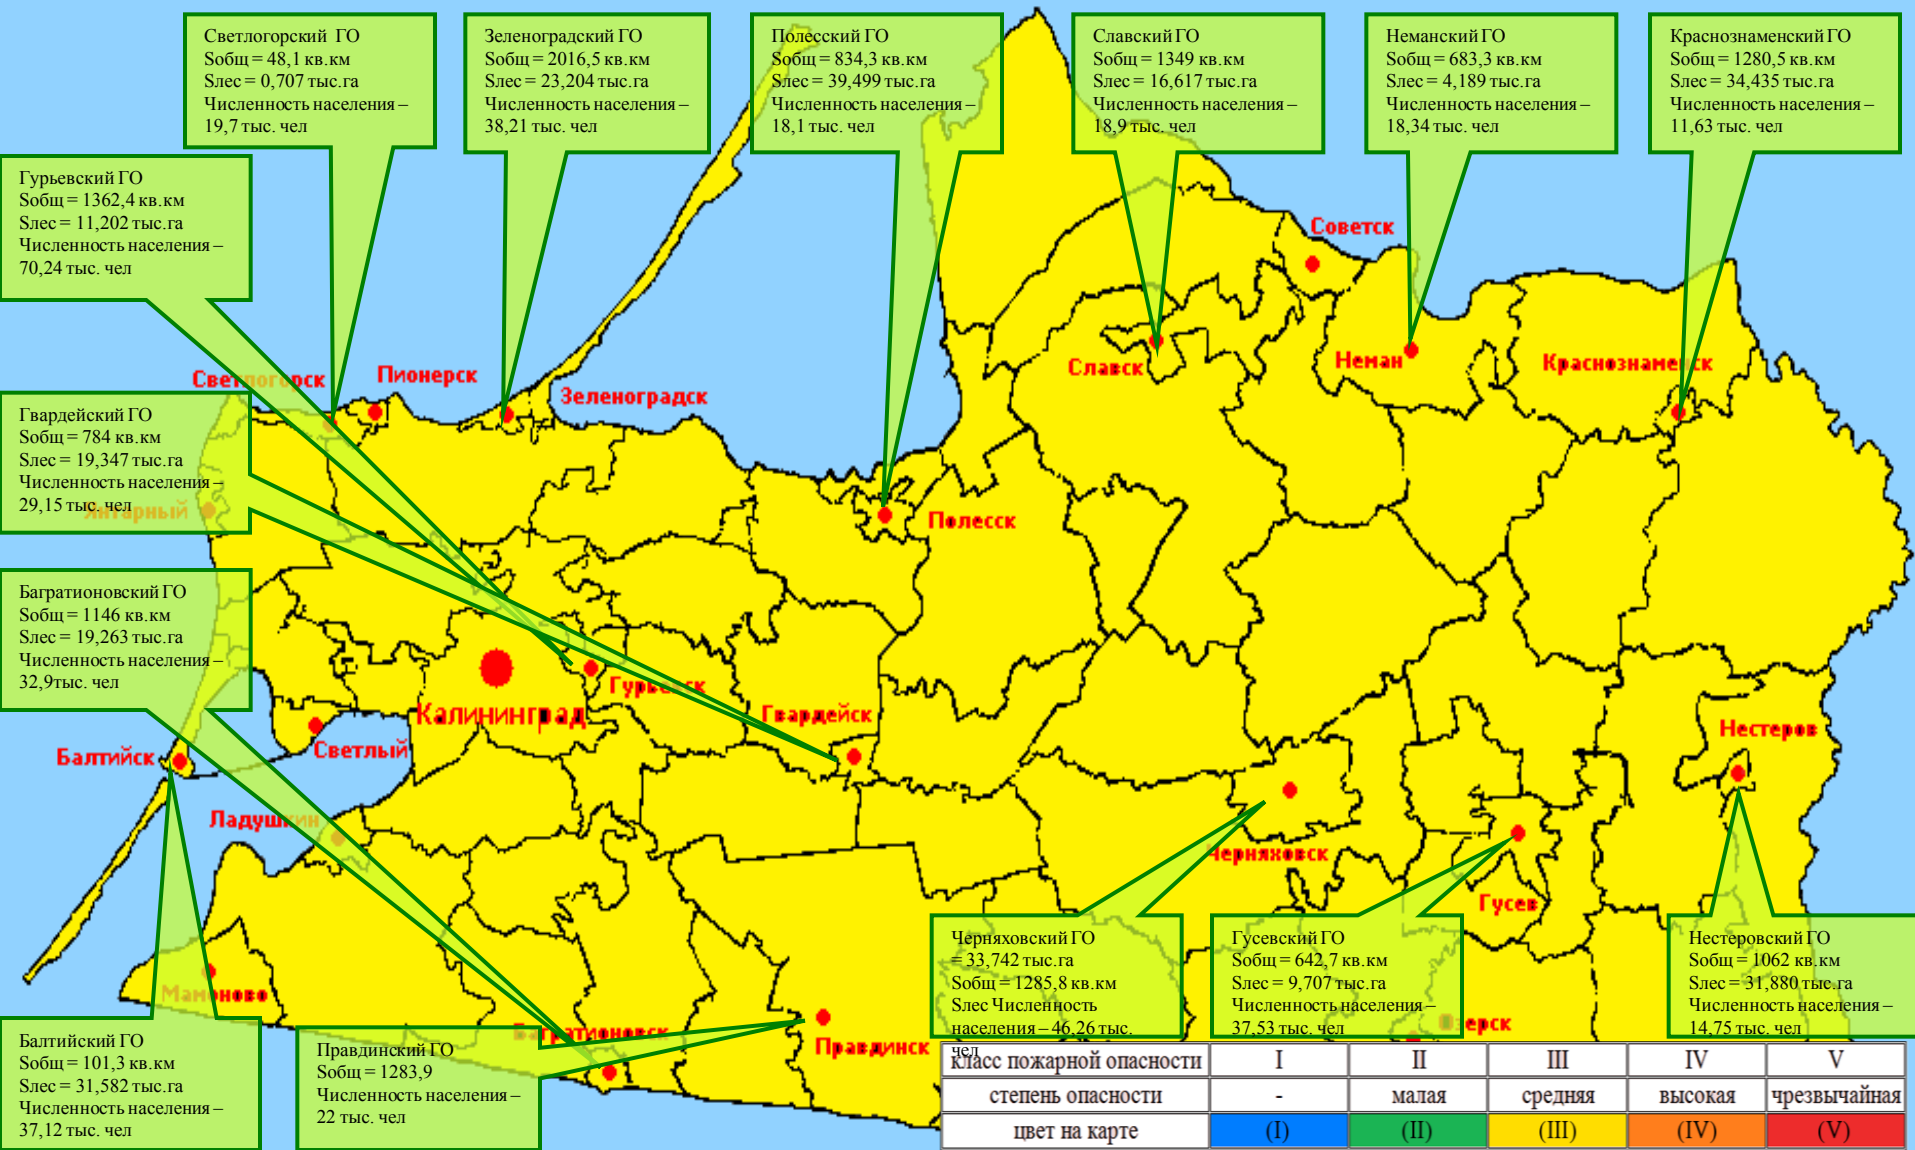 Светлогорский ГО
Sобщ = 48,1 кв.км
Sлес = 0,707 тыс.га
Численность населения –
19,7 тыс. чел
Зеленоградский ГО
Sобщ = 2016,5 кв.км
Sлес = 23,204 тыс.га
Численность населения –
38,21 тыс. чел
Полесский ГО
Sобщ = 834,3 кв.км
Sлес = 39,499 тыс.га
Численность населения –
18,1 тыс. чел
Славский ГО
Sобщ = 1349 кв.км
Sлес = 16,617 тыс.га
Численность населения –
18,9 тыс. чел
Неманский ГО
Sобщ = 683,3 кв.км
Sлес = 4,189 тыс.га
Численность населения –
18,34 тыс. чел
Краснознаменский ГО
Sобщ = 1280,5 кв.км
Sлес = 34,435 тыс.га
Численность населения –
11,63 тыс. чел
Гурьевский ГО
Sобщ = 1362,4 кв.км
Sлес = 11,202 тыс.га
Численность населения –
70,24 тыс. чел
Советск
Светлогорск
Пионерск
Зеленоградск
Славск
Неман
Краснознаменск
Гвардейский ГО
Sобщ = 784 кв.км
Sлес = 19,347 тыс.га
Численность населения –
29,15 тыс. чел
Янтарный
Полесск
Багратионовский ГО
Sобщ = 1146 кв.км
Sлес = 19,263 тыс.га
Численность населения –
32,9тыс. чел
Гурьевск
Калининград
Гвардейск
Нестеров
Балтийск
Светлый
Ладушкин
Черняховск
Гусев
Мамоново
Багратионовск
Правдинск
Озерск
Черняховский ГО
= 33,742 тыс.га
Sобщ = 1285,8 кв.км
Sлес Численность
населения – 46,26 тыс.
чел
Гусевский ГО
Sобщ = 642,7 кв.км
Sлес = 9,707 тыс.га
Численность населения –
37,53 тыс. чел
Нестеровский ГО
Sобщ = 1062 кв.км
Sлес = 31,880 тыс.га
Численность населения –
14,75 тыс. чел
Балтийский ГО
Sобщ = 101,3 кв.км
Sлес = 31,582 тыс.га
Численность населения –
37,12 тыс. чел
Правдинский ГО
Sобщ = 1283,9
Численность населения –
22 тыс. чел
класс пожарной опасности I II III IV V
степень опасности - малая средняя высокая чрезвычайная
цвет на карте (I) (II) (III) (IV) (V)